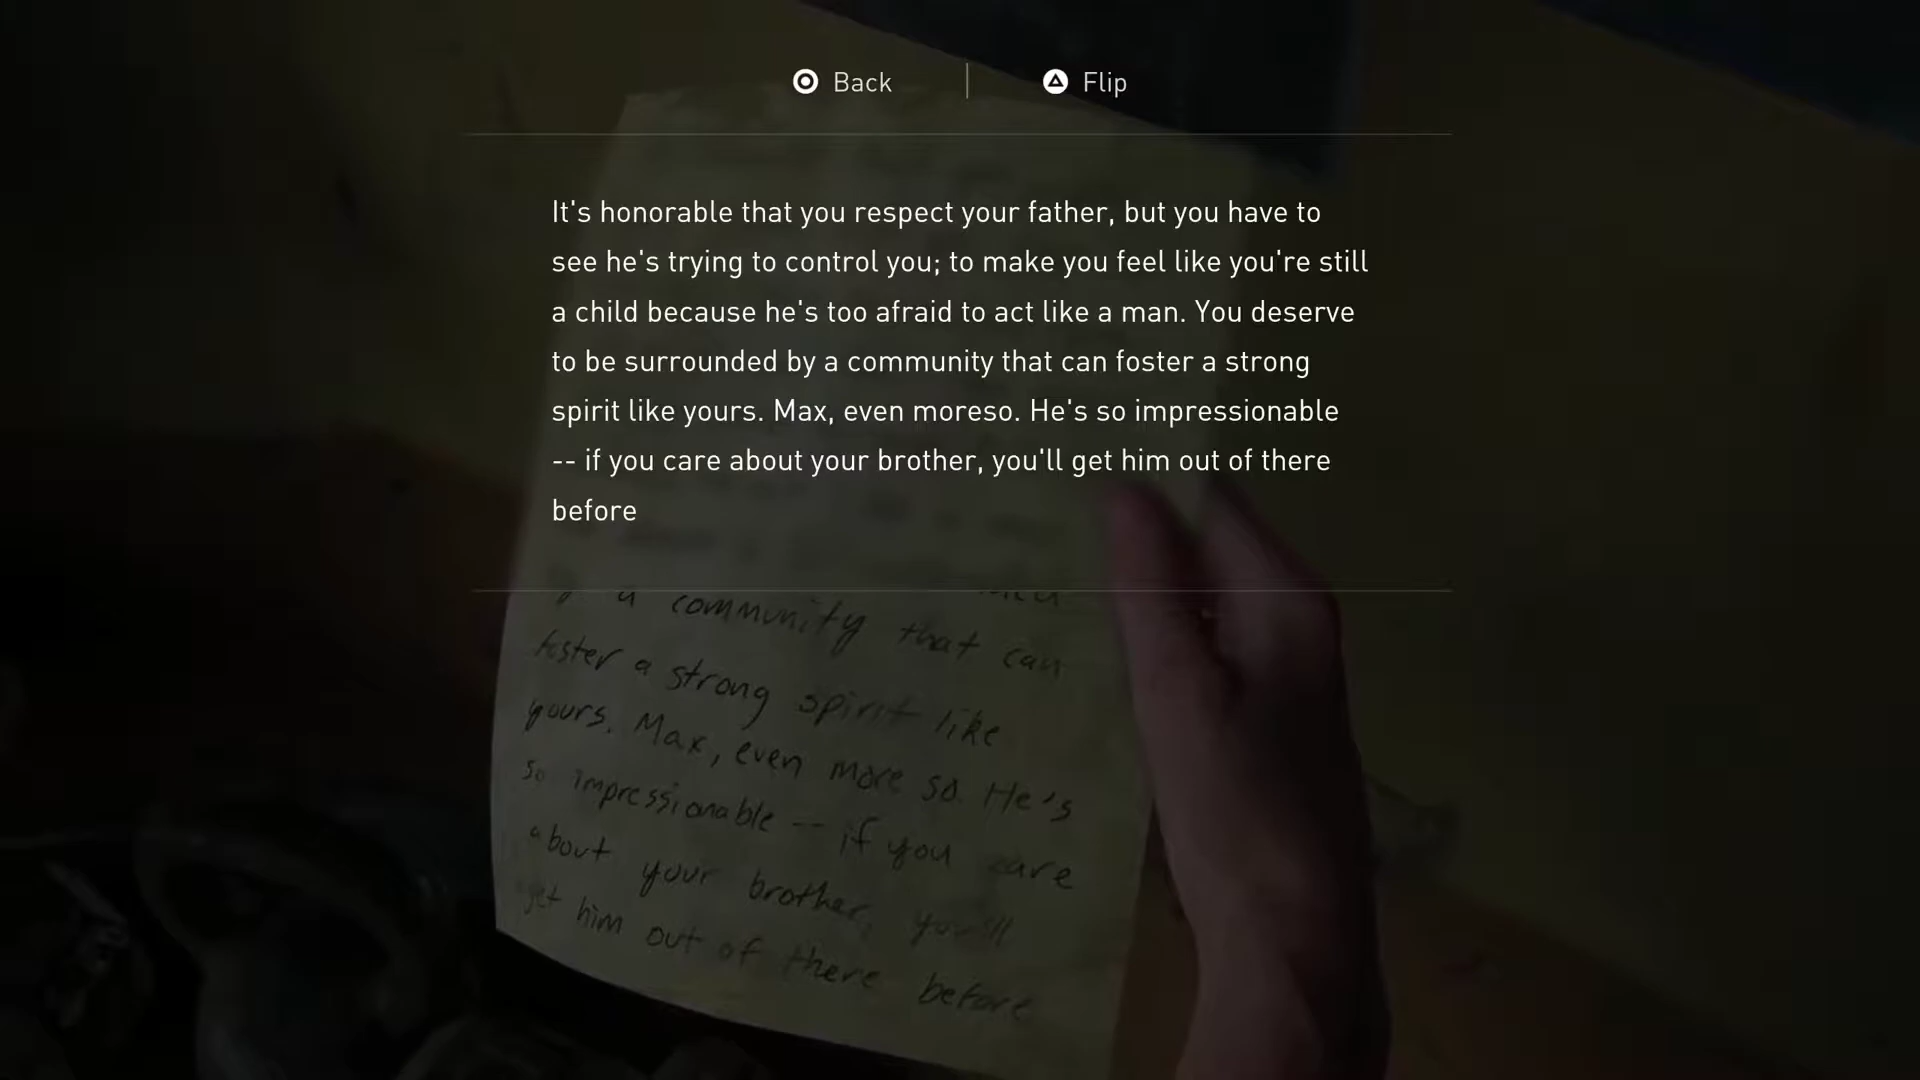 Back
Flip
It's honorable that you respect your father, but you have to
see he's trying to control you; to make you feel like you're still
a child because he's too afraid to act like a man. You deserve
to be surrounded by a community that can foster a strong
spirit like yours. Max, even moreso. He's so impressionable
-- if you care about your brother, you'll get him out of there
before
a community that can
foster a strong spirit like
yours. Max, even more so. He's
so impressionable -- if you care
about your brother, you'll
get him out of there before